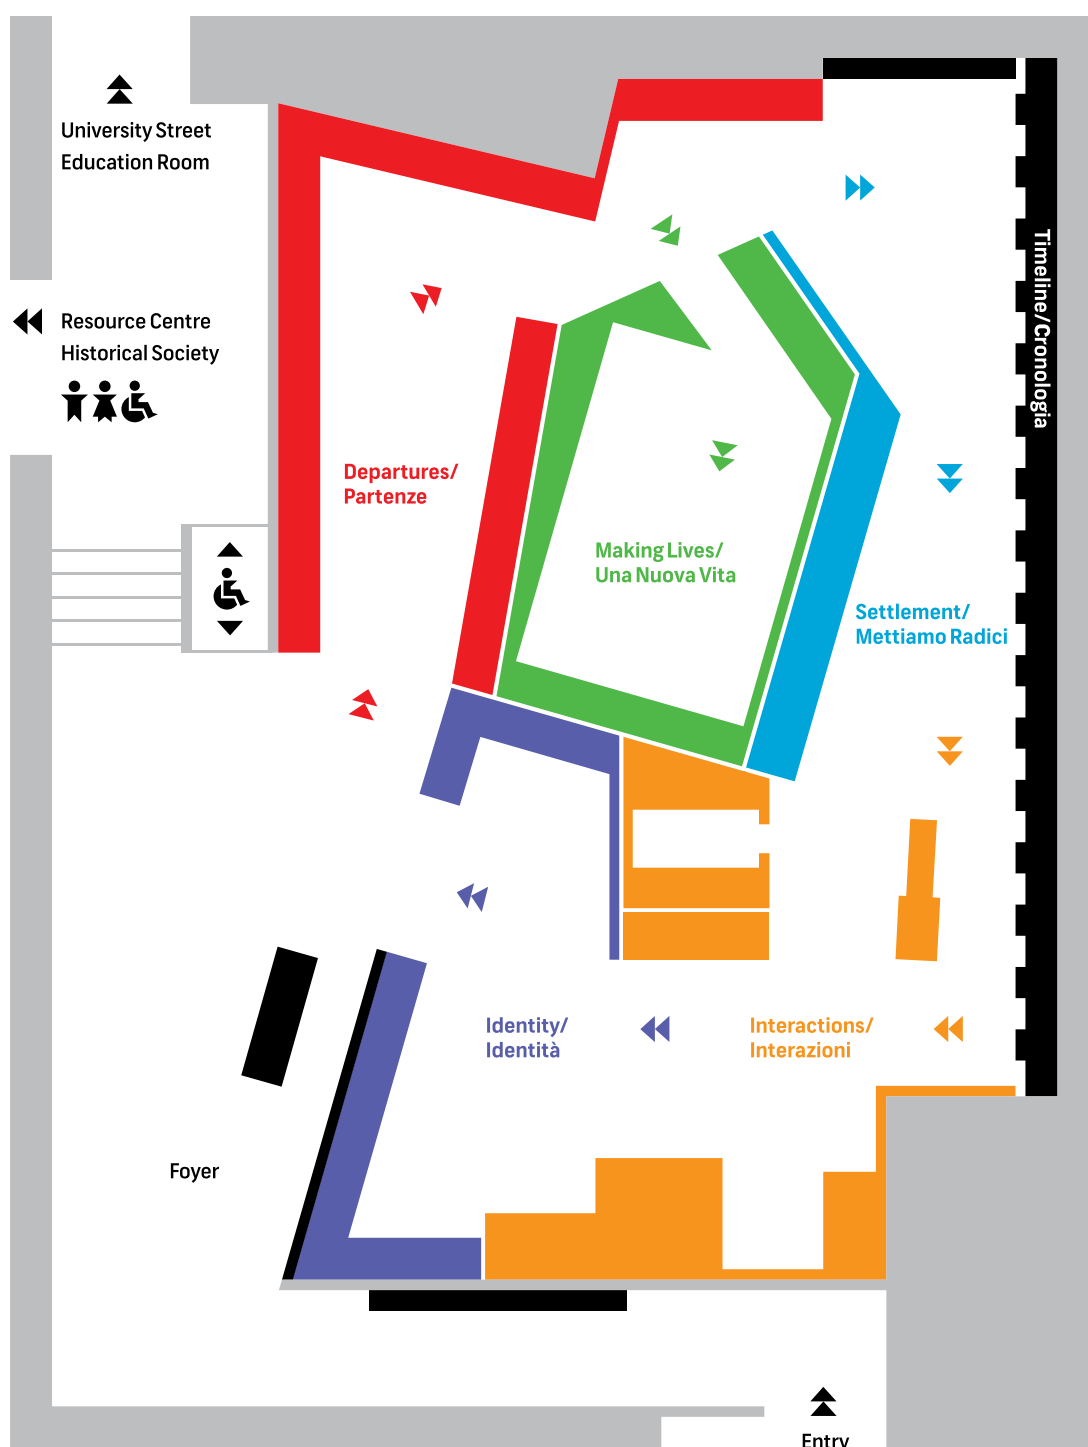 University Street
Education Room
Resource Centre
Historical Society
Timeline/Cronologia
Departures/
Partenze
Making Lives/
Una Nuova Vita
Settlement/
Mettiamo Radici
Identity/
Identità
Interactions/
Interazioni
Foyer
Entry